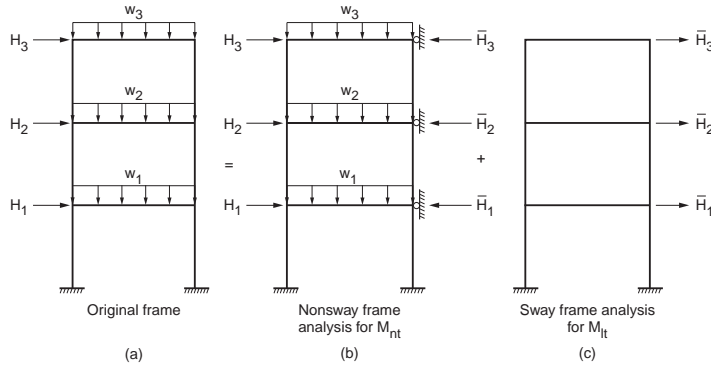 w3
w3
H3
H3
H̅3
H̅3
w2
w2
H2
H2
H̅2
H̅2
=
+
w1
w1
H1
H1
H̅1
H̅1
Original frame
Nonsway frame
analysis for Mnt
Sway frame analysis
for Mlt
(a)
(b)
(c)